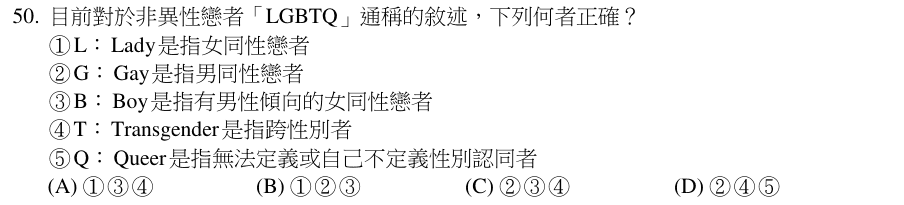 50. 目前對於非異性戀者「LGBTQ」通稱的敘述，下列何者正確？
①L：Lady是指女同性戀者
②G：Gay是指男同性戀者
③B：Boy是指有男性傾向的女同性戀者
④T：Transgender是指跨性別者
⑤Q：Queer是指無法定義或自己不定義性別認同者
(A) ①③④ (B) ①②③ (C) ②③④ (D) ②④⑤